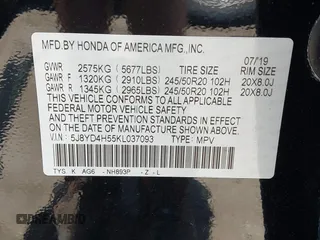 MFD.BY HONDA OF AMERICA MFG.,INC.
07/19
GVWR 2575KG (5677LBS) TIRE SIZE RIM SIZE
GAWR F 1320KG (2910LBS) 245/50R20 102H 20X8.0J
GAWR R 1345KG (2965LBS) 245/50R20 102H 20X8.0J
THIS VEHICLE CONFORMS TO ALL APPLICABLE
FEDERAL MOTOR VEHICLE SAFETY, BUMPER,
AND THEFT PREVENTION STANDARDS IN EFFECT ON
THE DATE OF MANUFACTURE SHOWN ABOVE.
V.I.N: 5J8YD4H55KL037093 TYPE: MPV
TYS K AG6 NH893P -Z-L